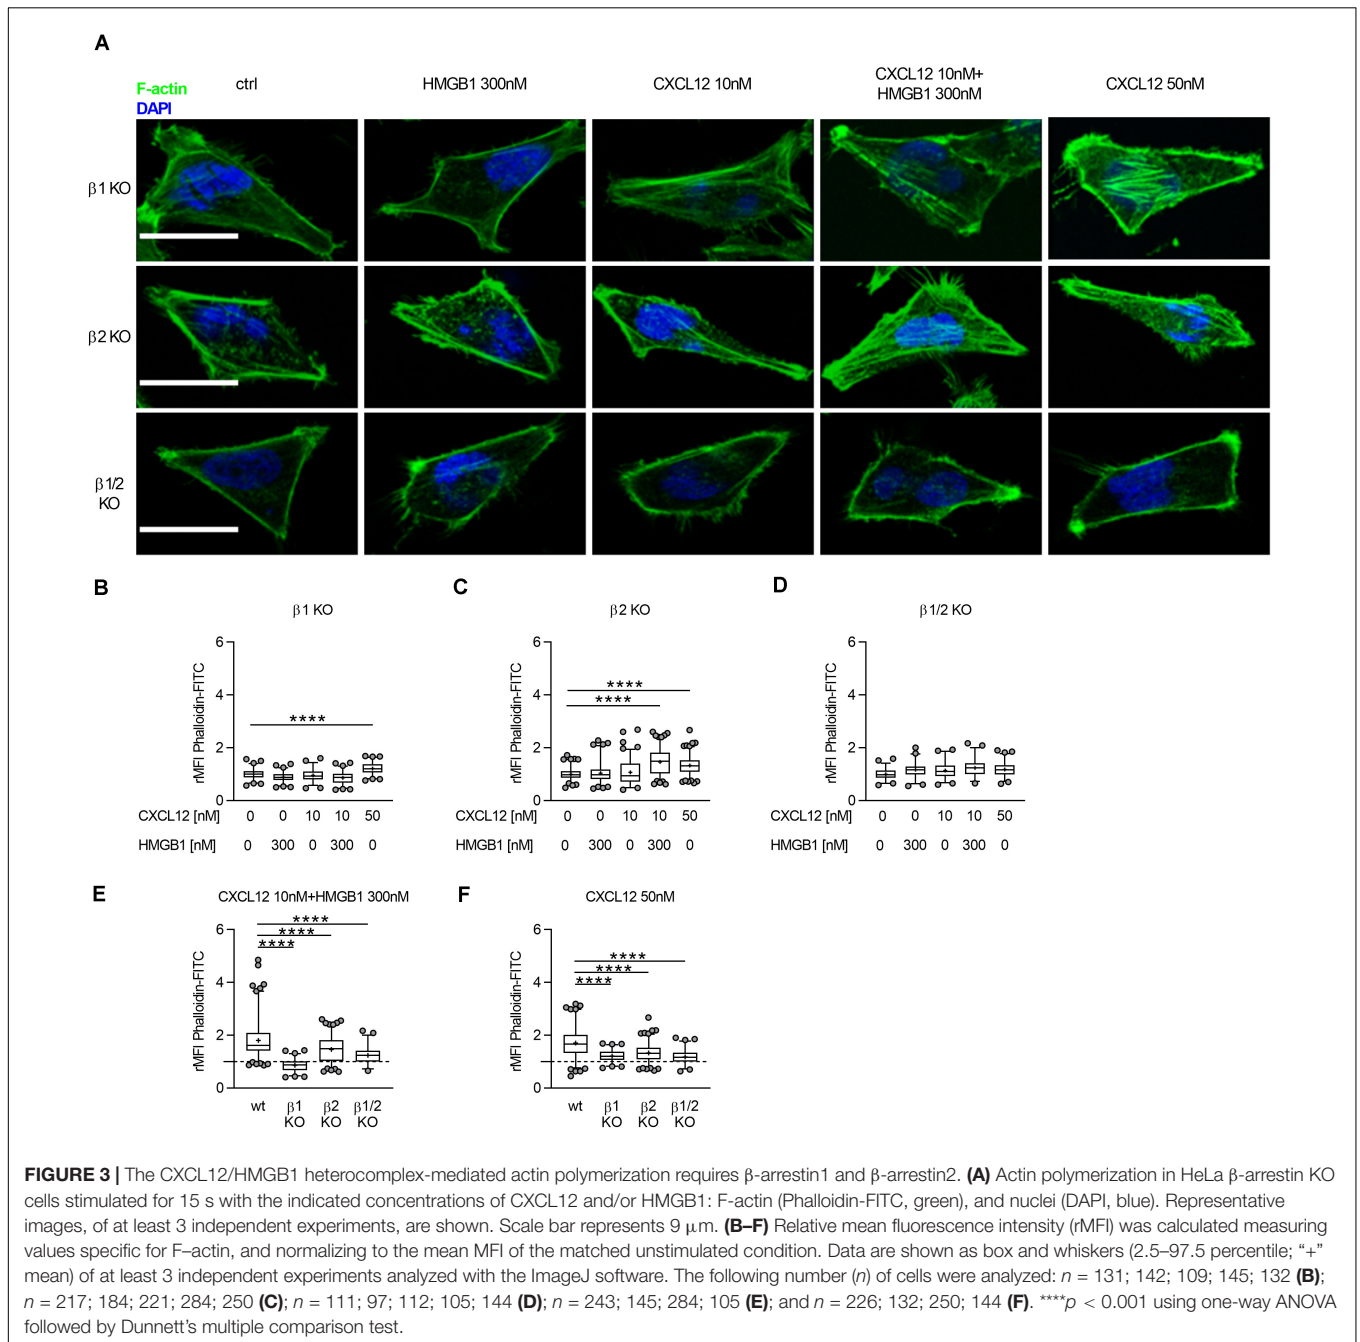 A
F-actin
DAPI
ctrl
HMGB1 300nM
CXCL12 10nM
CXCL12 10nM+
HMGB1 300nM
CXCL12 50nM
β1 KO
β2 KO
β1/2
KO
B
β1 KO
rMFI Phalloidin-FITC
6
4
2
0
****
CXCL12 [nM] 0 0 10 10 50
HMGB1 [nM] 0 300 0 300 0
C
β2 KO
rMFI Phalloidin-FITC
6
4
2
0
****
****
CXCL12 [nM] 0 0 10 10 50
HMGB1 [nM] 0 300 0 300 0
D
β1/2 KO
rMFI Phalloidin-FITC
6
4
2
0
CXCL12 [nM] 0 0 10 10 50
HMGB1 [nM] 0 300 0 300 0
E
CXCL12 10nM+HMGB1 300nM
rMFI Phalloidin-FITC
6
4
2
0
****
****
****
wt β1 β2 β1/2
KO KO KO
F
CXCL12 50nM
rMFI Phalloidin-FITC
6
4
2
0
****
****
****
wt β1 β2 β1/2
KO KO KO
FIGURE 3 | The CXCL12/HMGB1 heterocomplex-mediated actin polymerization requires β-arrestin1 and β-arrestin2. (A) Actin polymerization in HeLa β-arrestin KO
cells stimulated for 15 s with the indicated concentrations of CXCL12 and/or HMGB1: F-actin (Phalloidin-FITC, green), and nuclei (DAPI, blue). Representative
images, of at least 3 independent experiments, are shown. Scale bar represents 9 μm. (B–F) Relative mean fluorescence intensity (rMFI) was calculated measuring
values specific for F–actin, and normalizing to the mean MFI of the matched unstimulated condition. Data are shown as box and whiskers (2.5–97.5 percentile; “+”
mean) of at least 3 independent experiments analyzed with the ImageJ software. The following number (n) of cells were analyzed: n = 131; 142; 109; 145; 132 (B);
n = 217; 184; 221; 284; 250 (C); n = 111; 97; 112; 105; 144 (D); n = 243; 145; 284; 105 (E); and n = 226; 132; 250; 144 (F). ****p < 0.001 using one-way ANOVA
followed by Dunnett’s multiple comparison test.